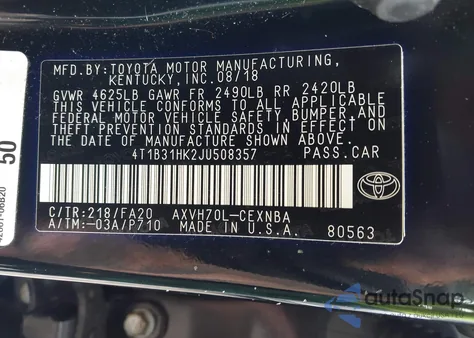 MFD.BY:TOYOTA MOTOR MANUFACTURING,
KENTUCKY,INC.08/18
GVWR 4625LB GAWR FR 2490LB RR 2420LB
THIS VEHICLE CONFORMS TO ALL APPLICABLE
FEDERAL MOTOR VEHICLE SAFETY,BUMPER,AND
THEFT PREVENTION STANDARDS IN EFFECT ON
THE DATE OF MANUFACTURE SHOWN ABOVE.
4T1B31HK2JU508357 PASS.CAR
C/TR:218/FA20 AXVH70L-CEXNBA
A/TM:-03A/P710 MADE IN U.S.A. 80563
50
TOYOTA
autoSnap